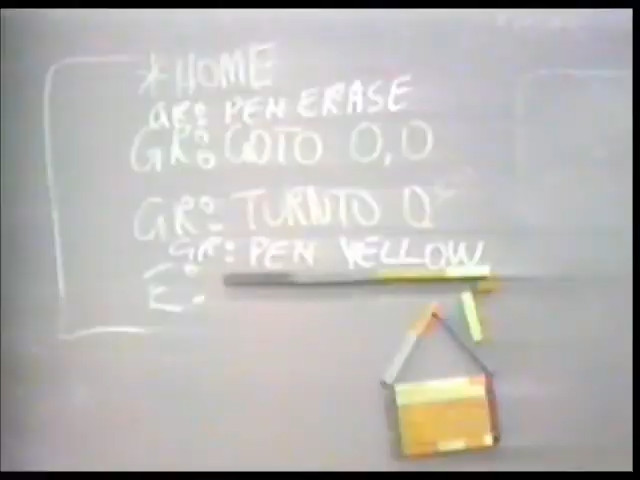 *HOME
GR: PEN ERASE
GR: GOTO 0,0
GR: TURNTO 0
GR: PEN YELLOW
E: